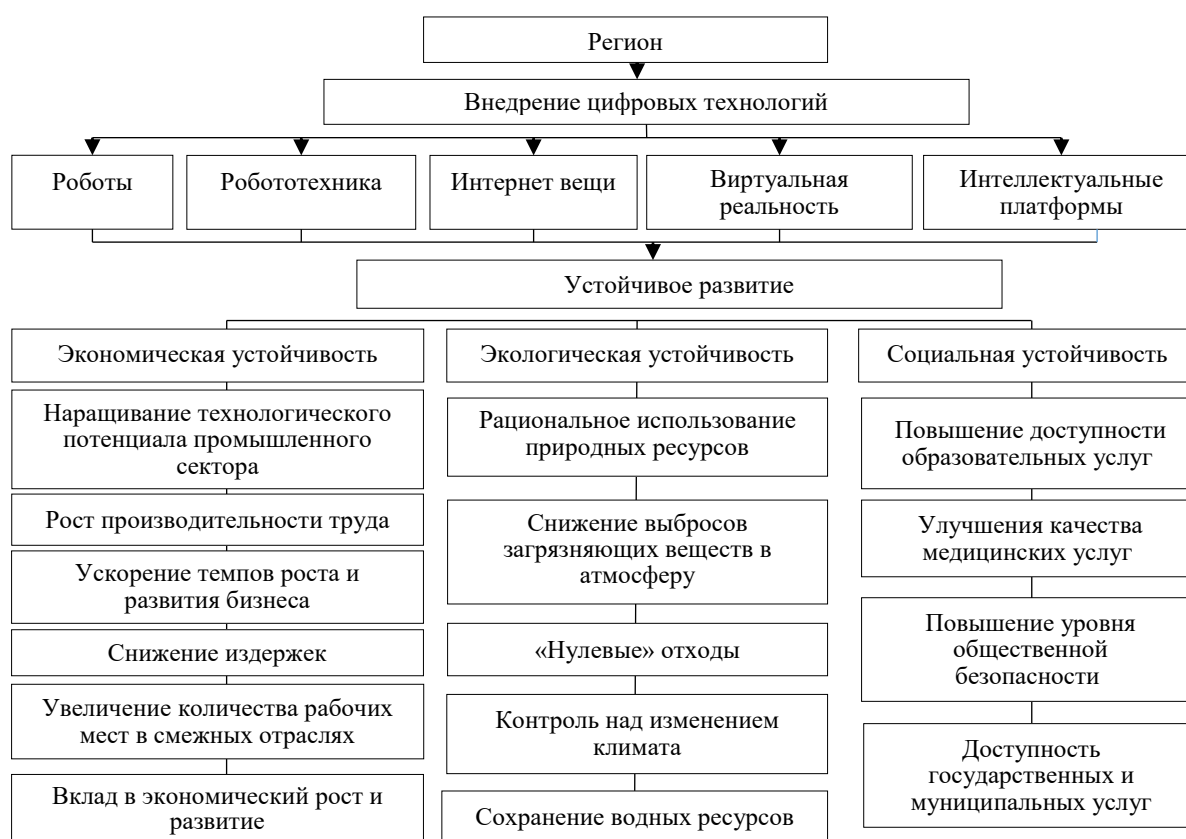 Регион
Внедрение цифровых технологий
Роботы
Робототехника
Интернет вещи
Виртуальная
реальность
Интеллектуальные
платформы
Устойчивое развитие
Экономическая устойчивость
Наращивание технологического
потенциала промышленного
сектора
Рост производительности труда
Ускорение темпов роста и
развития бизнеса
Снижение издержек
Увеличение количества рабочих
мест в смежных отраслях
Вклад в экономический рост и
развитие
Экологическая устойчивость
Рациональное использование
природных ресурсов
Снижение выбросов
загрязняющих веществ в
атмосферу
«Нулевые» отходы
Контроль над изменением
климата
Сохранение водных ресурсов
Социальная устойчивость
Повышение доступности
образовательных услуг
Улучшения качества
медицинских услуг
Повышение уровня
общественной
безопасности
Доступность
государственных и
муниципальных услуг